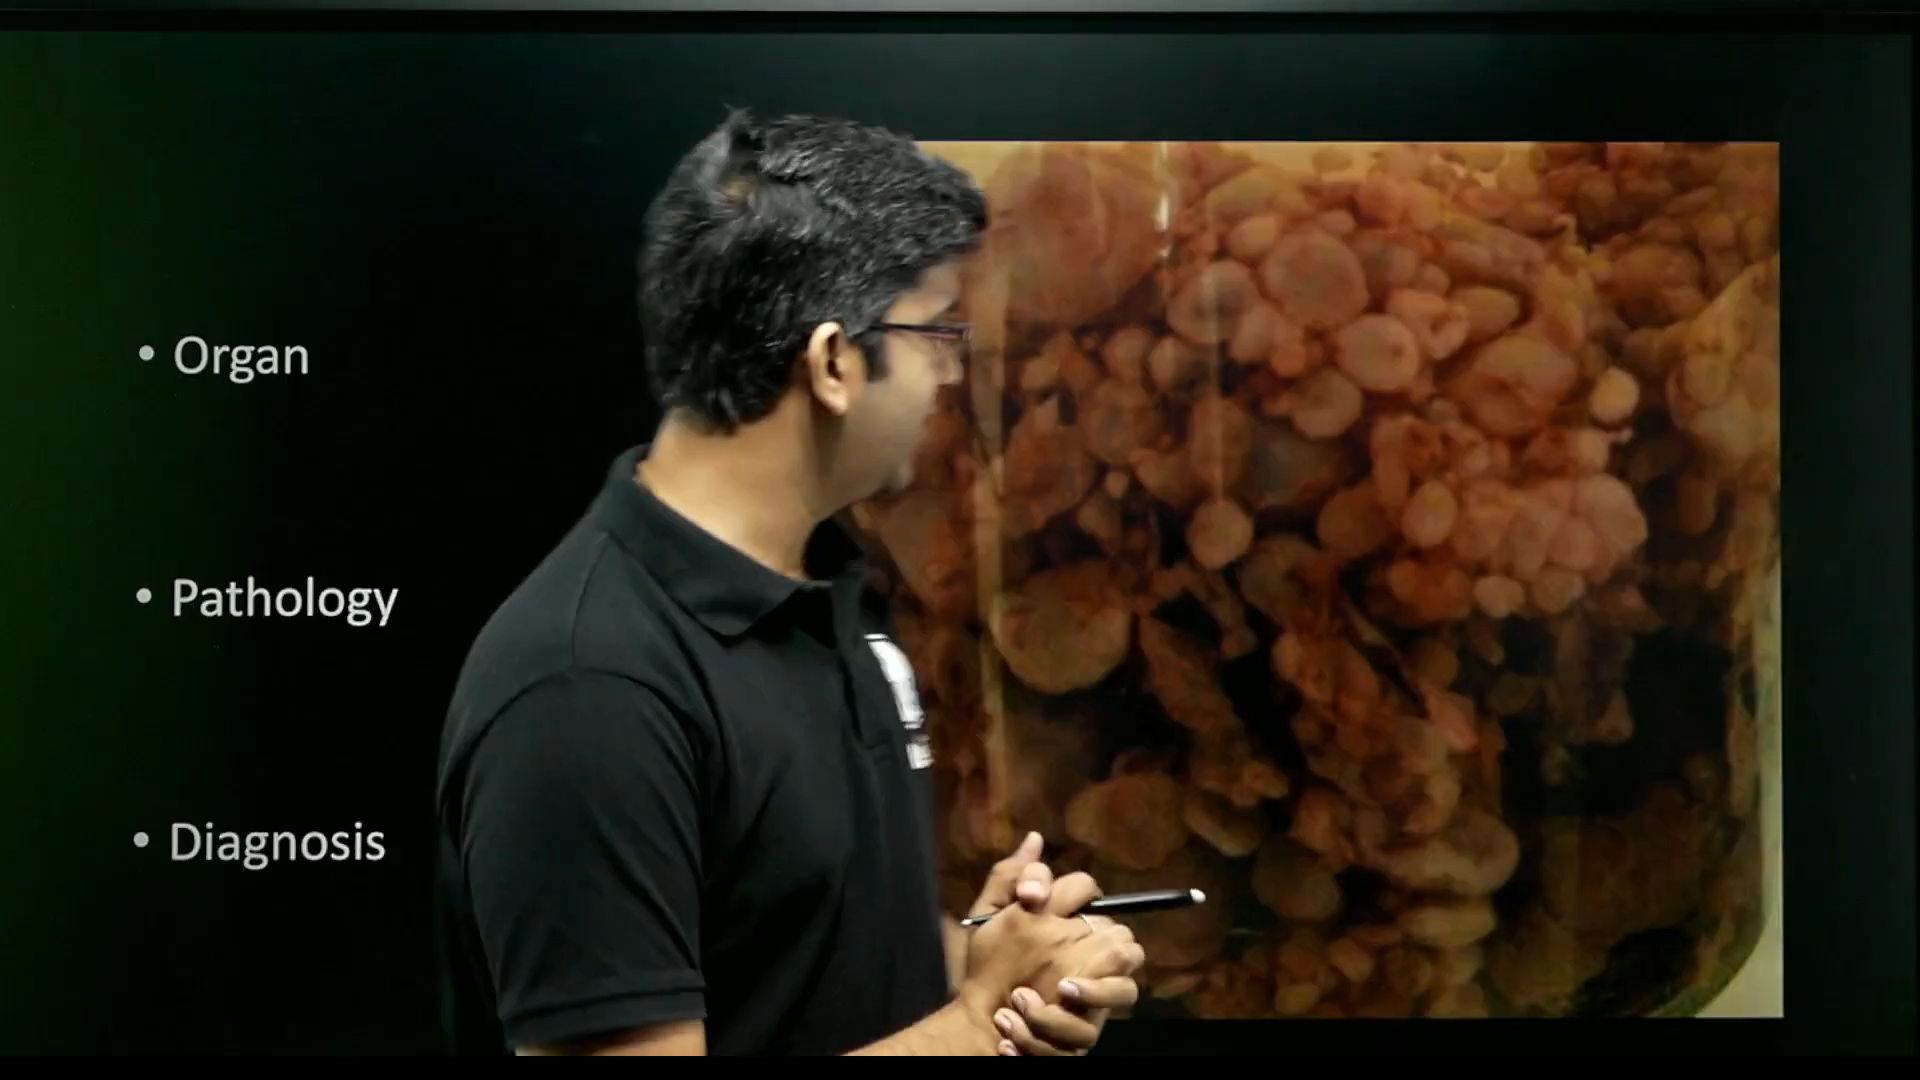 • Organ
• Pathology
• Diagnosis